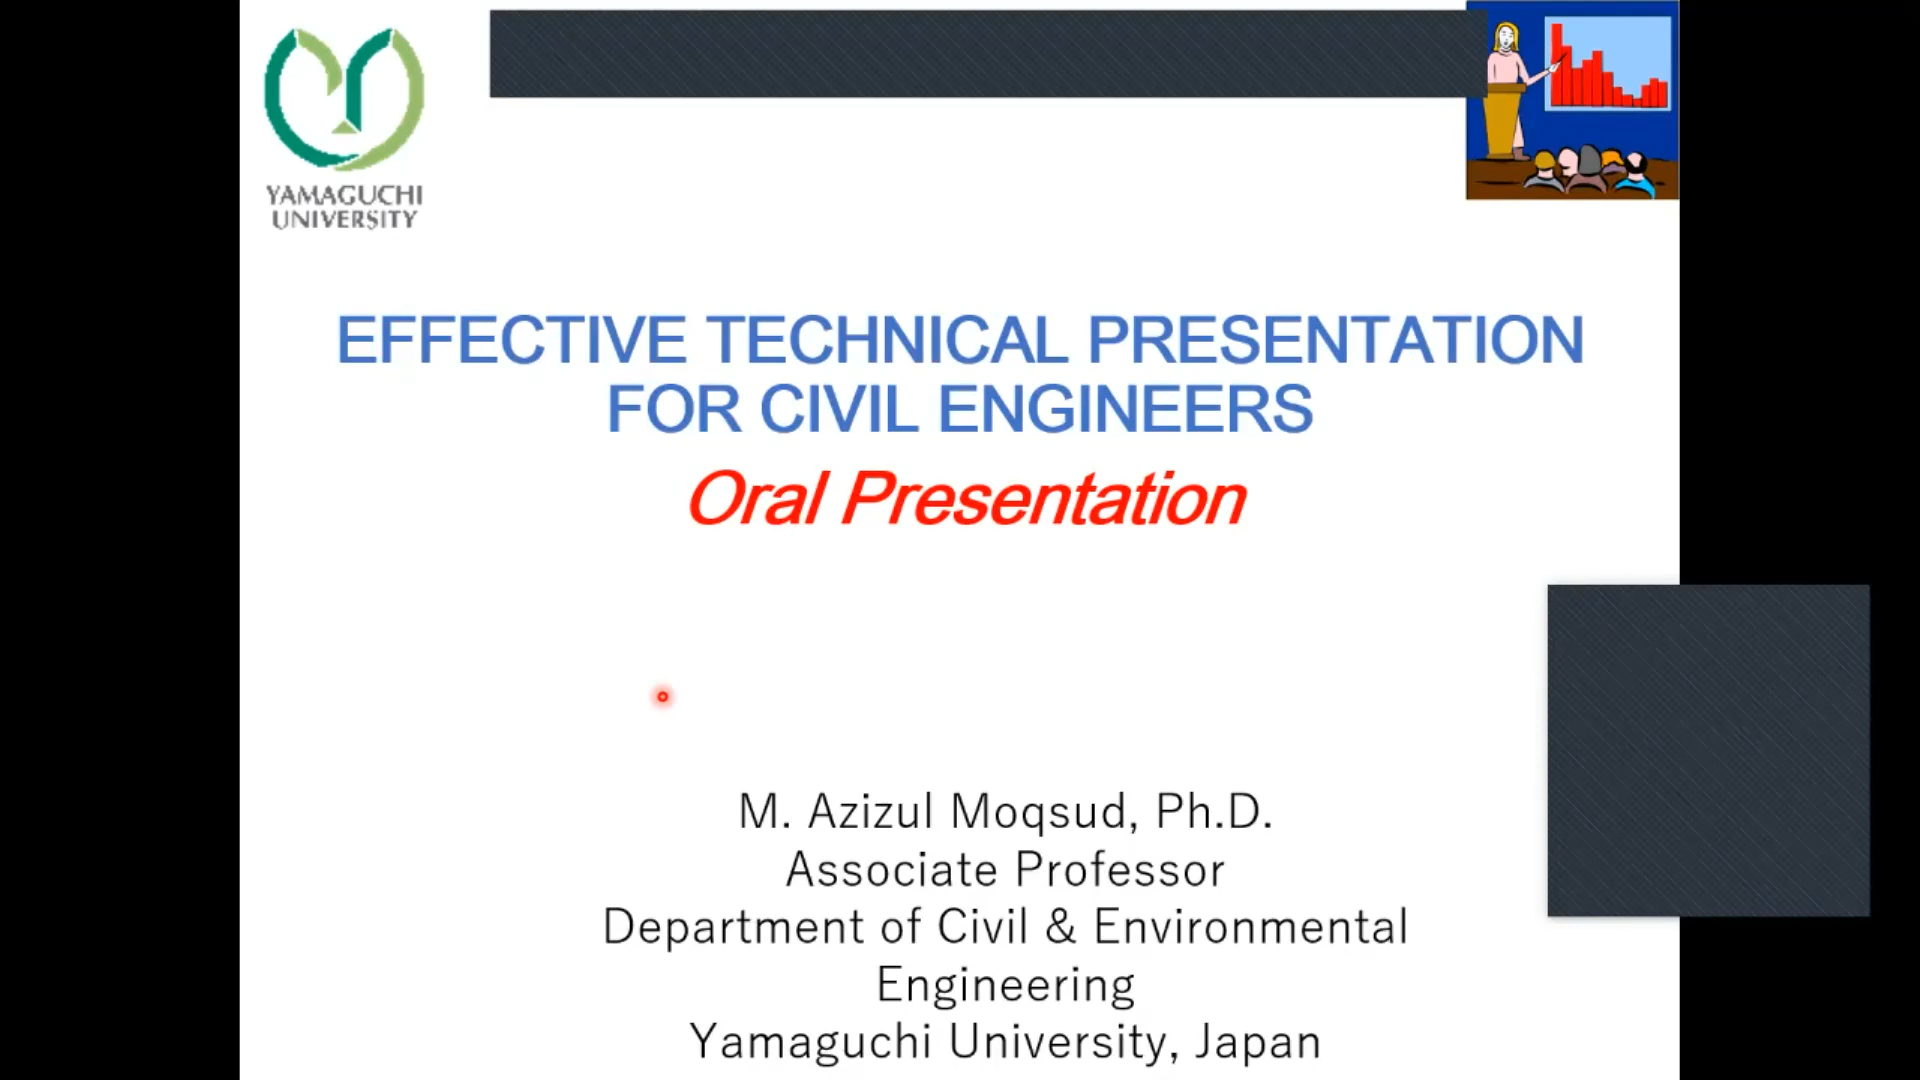 YAMAGUCHI
UNIVERSITY
EFFECTIVE TECHNICAL PRESENTATION
FOR CIVIL ENGINEERS
Oral Presentation
M. Azizul Moqsud, Ph.D.
Associate Professor
Department of Civil & Environmental
Engineering
Yamaguchi University, Japan